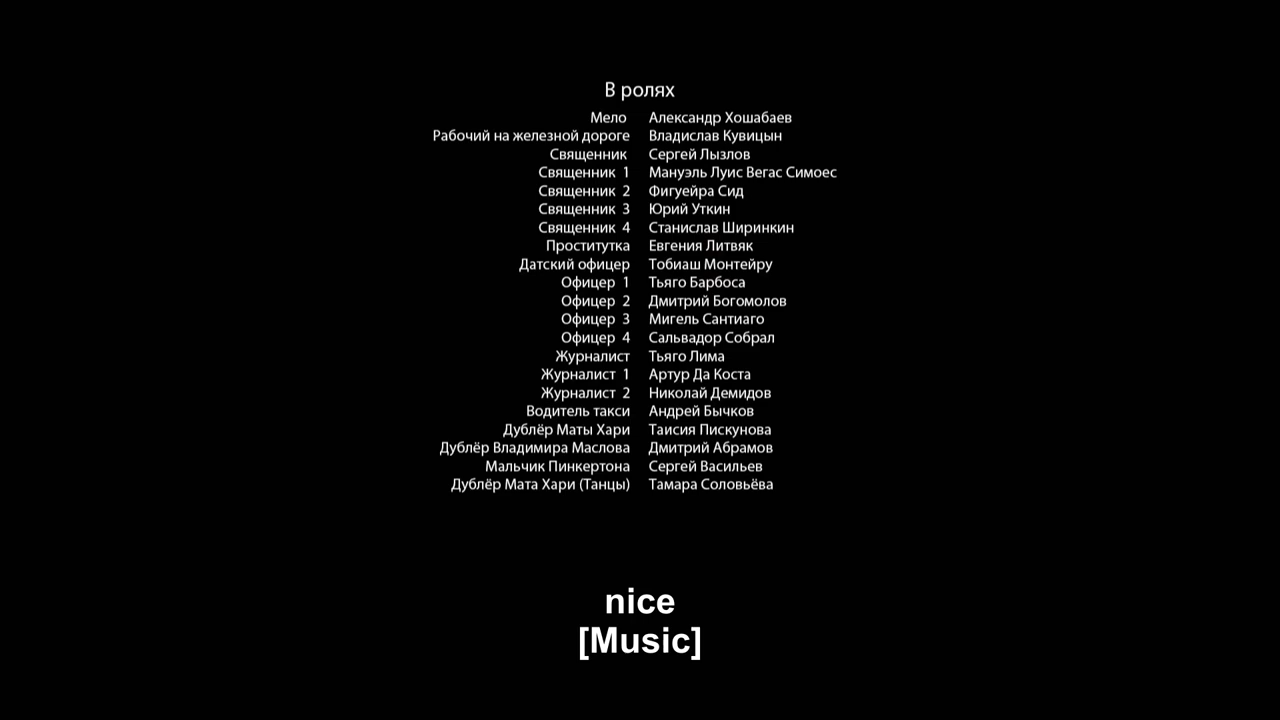 В ролях
Мело Александр Хошабаев
Рабочий на железной дороге Владислав Кувицын
Священник Сергей Лызлов
Священник 1 Мануэль Луис Вегас Симоес
Священник 2 Фигуейра Сид
Священник 3 Юрий Уткин
Священник 4 Станислав Ширинкин
Проститутка Евгения Литвяк
Датский офицер Тобиаш Монтейру
Офицер 1 Тьяго Барбоса
Офицер 2 Дмитрий Богомолов
Офицер 3 Мигель Сантиаго
Офицер 4 Сальвадор Собрал
Журналист Тьяго Лима
Журналист 1 Артур Да Коста
Журналист 2 Николай Демидов
Водитель такси Андрей Бычков
Дублёр Маты Хари Таисия Пискунова
Дублёр Владимира Маслова Дмитрий Абрамов
Мальчик Пинкертона Сергей Васильев
Дублёр Мата Хари (Танцы) Тамара Соловьёва
nice
[Music]